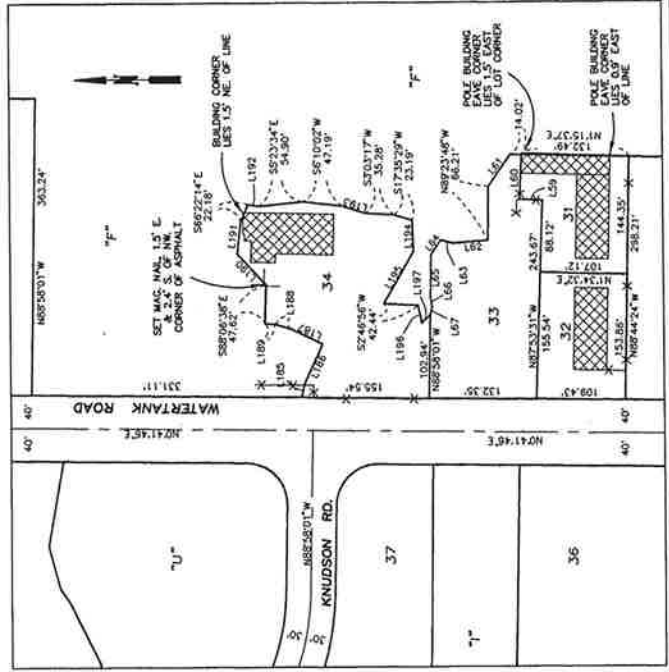 N88°58'01"W
363.24'
"F"
N
BUILDING CORNER
LIES 1.5' NE. OF LINE
S66°22'14"E
22.18'
L192
S5°23'34"E
54.90'
S6°10'02"W
47.19'
S3°03'17"W
35.28'
S17°35'29"W
23.19'
L193
"F"
SET MAG. NAIL 1.5' E.
& 2.4' S. OF NW.
CORNER OF ASPHALT
L191
L190
S88°06'38"E
47.62'
L188
L189
L187
L186
L185
34
L194
L195
331.11'
155.54'
S2°46'56"W
42.44'
L196
L197
L64
L65
L66
L67
L63
L62
N89°23'48"W
66.21'
L61
L60
L59
102.94'
N88°58'01"W
POLE BUILDING
EAVE CORNER
LIES 1.5' EAST
OF LOT CORNER
14.02'
133.49'
N1°15'37"E
POLE BUILDING
EAVE CORNER
LIES 0.9' EAST
OF LINE
33
132.35'
243.67'
88.12'
31
N87°53'31"W
155.54'
107.12'
N1°34'32"E
32
109.43'
144.35'
298.21'
153.86'
N88°44'24"W
40'
40'
WATERTANK ROAD
N0°41'46"E
N0°41'46"E
40'
40'
"U"
N88°58'01"W
KNUDSON RD.
30'
30'
37
"I"
36